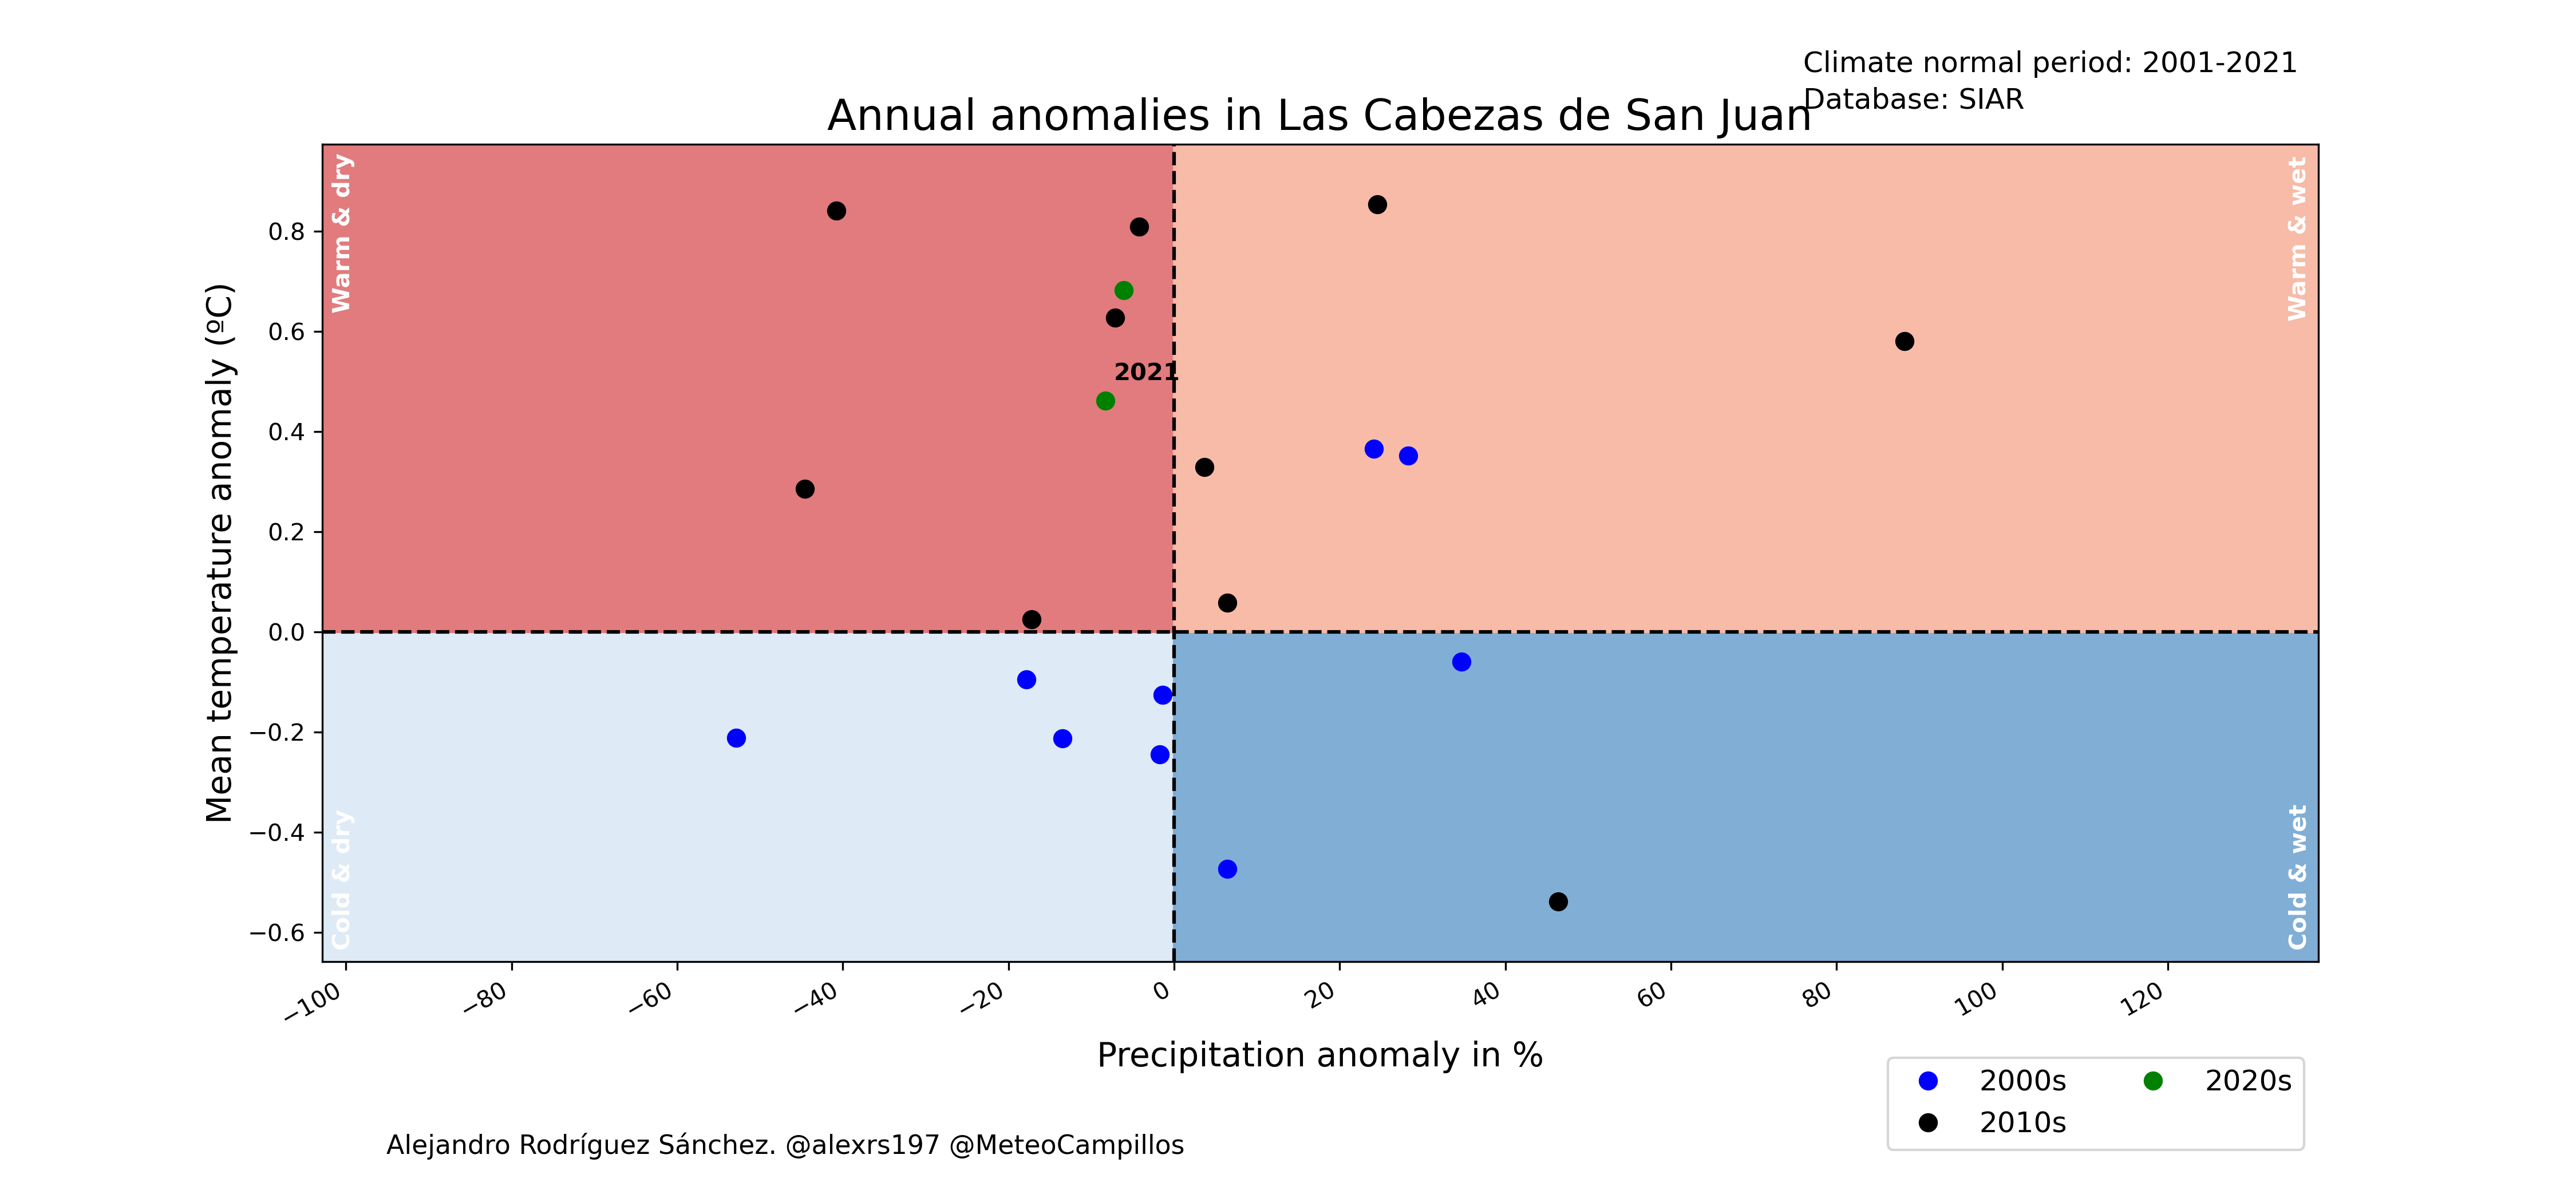 Climate normal period: 2001-2021
Database: SIAR
Annual anomalies in Las Cabezas de San Juan
Warm & dry
Warm & wet
0.8
0.6
0.4
0.2
0.0
−0.2
−0.4
−0.6
Mean temperature anomaly (ºC)
2021
Cold & dry
Cold & wet
−100
−80
−60
−40
−20
0
20
40
60
80
100
120
Precipitation anomaly in %
2000s
2010s
2020s
Alejandro Rodríguez Sánchez. @alexrs197 @MeteoCampillos